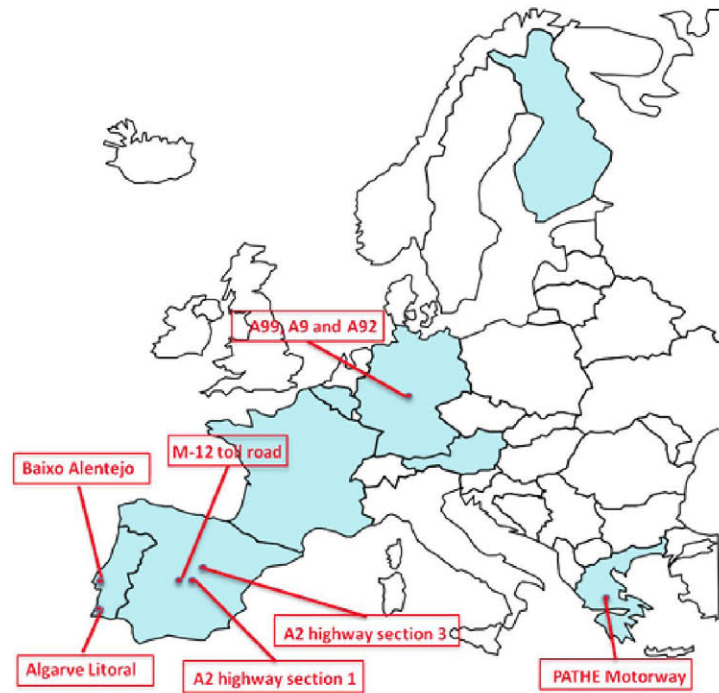 A99, A9 and A92
M-12 toll road
Baixo Alentejo
A2 highway section 3
Algarve Litoral
A2 highway section 1
PATHE Motorway